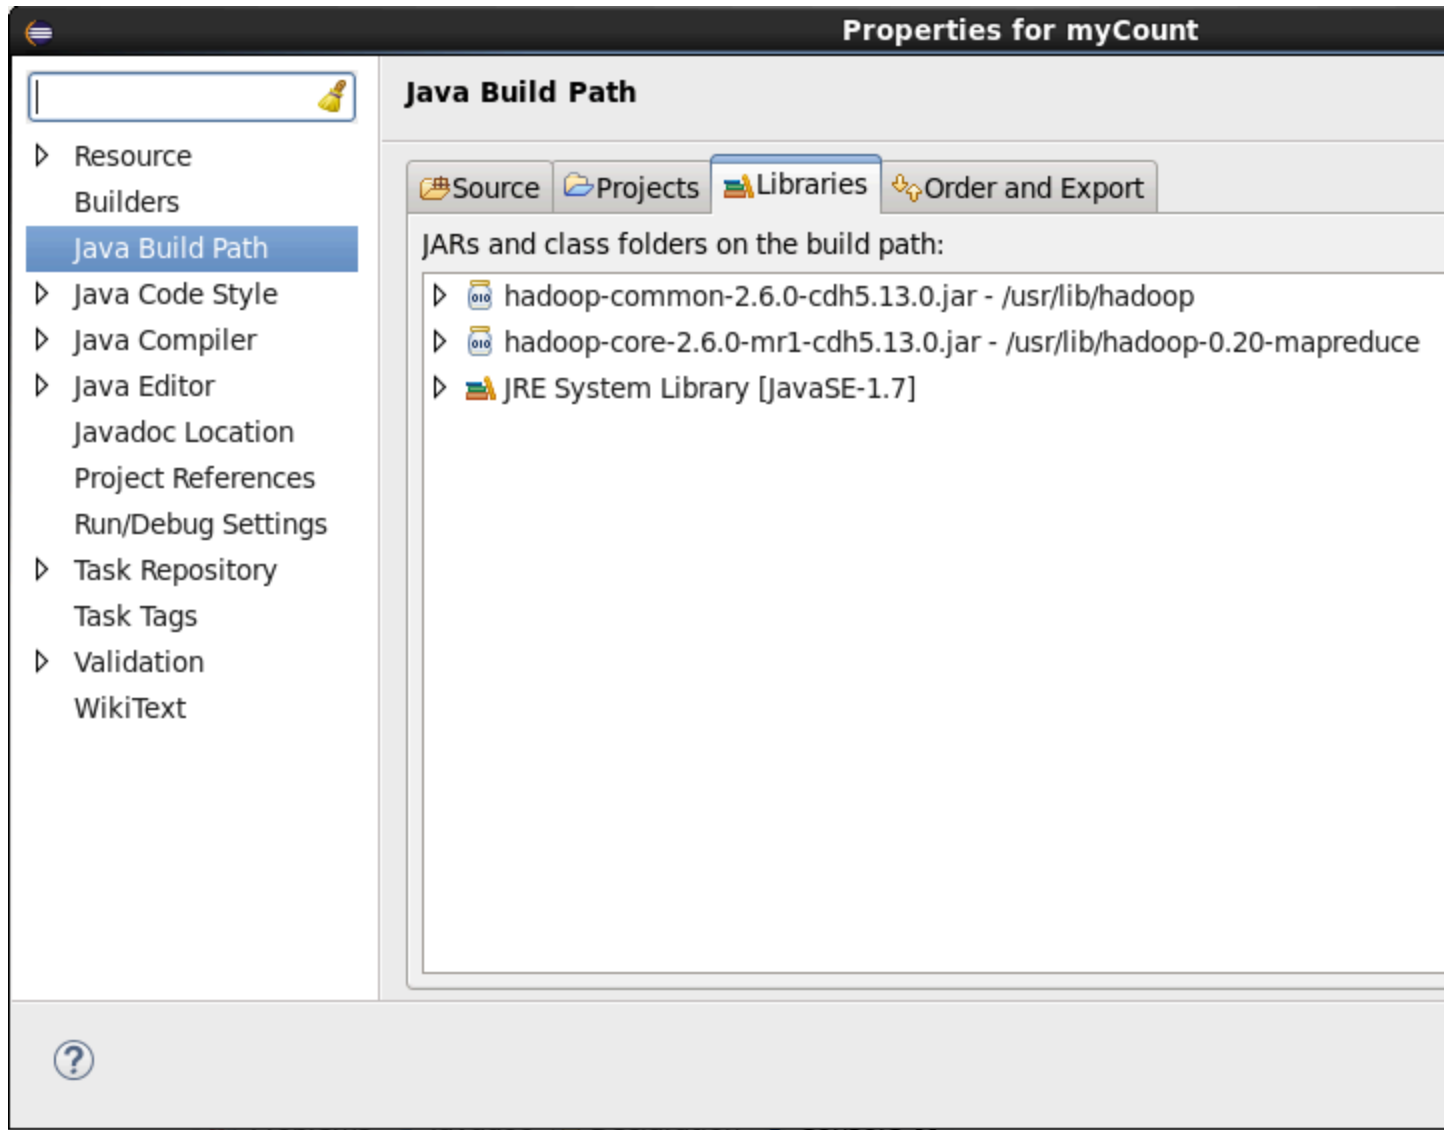 Properties for myCount
Java Build Path
Resource
Builders
Java Build Path
Java Code Style
Java Compiler
Java Editor
Javadoc Location
Project References
Run/Debug Settings
Task Repository
Task Tags
Validation
WikiText
Source Projects Libraries Order and Export
JARs and class folders on the build path:
hadoop-common-2.6.0-cdh5.13.0.jar - /usr/lib/hadoop
hadoop-core-2.6.0-mr1-cdh5.13.0.jar - /usr/lib/hadoop-0.20-mapreduce
JRE System Library [JavaSE-1.7]
?